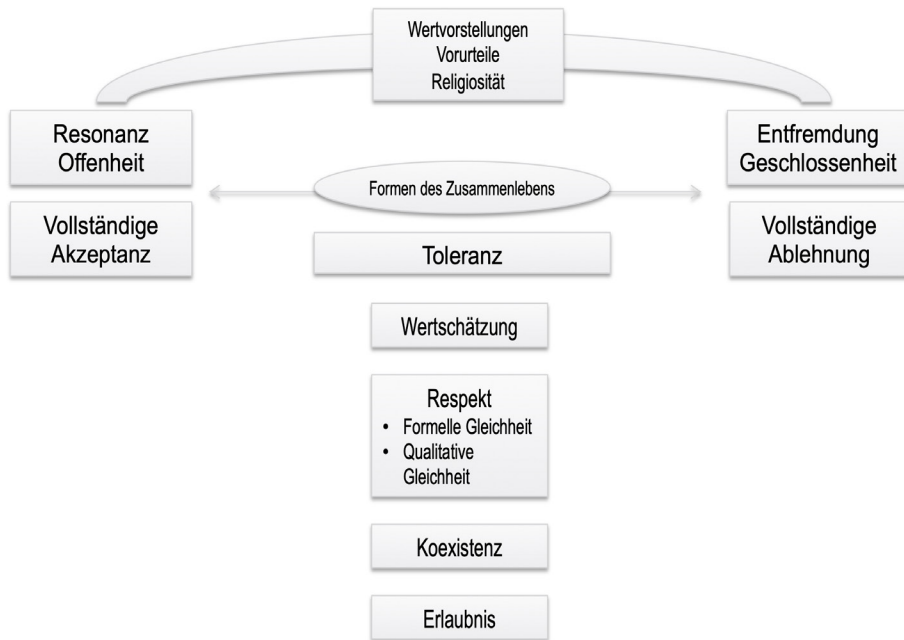 Wertvorstellungen
Vorurteile
Religiosität
Resonanz
Offenheit
Entfremdung
Geschlossenheit
Formen des Zusammenlebens
Vollständige
Akzeptanz
Vollständige
Ablehnung
Toleranz
Wertschätzung
Respekt
• Formelle Gleichheit
• Qualitative
Gleichheit
Koexistenz
Erlaubnis